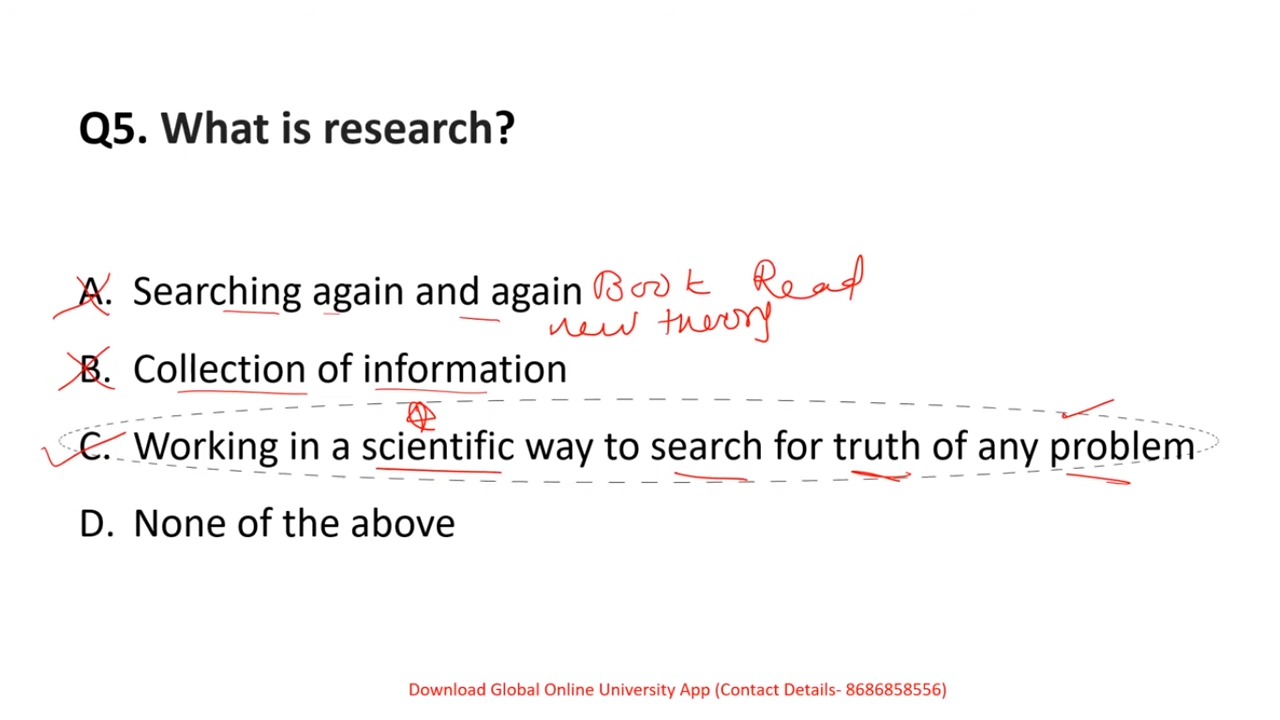 Q5. What is research?
A. Searching again and again Book Read
new theory
B. Collection of information
C. Working in a scientific way to search for truth of any problem
D. None of the above
Download Global Online University App (Contact Details- 8686858556)